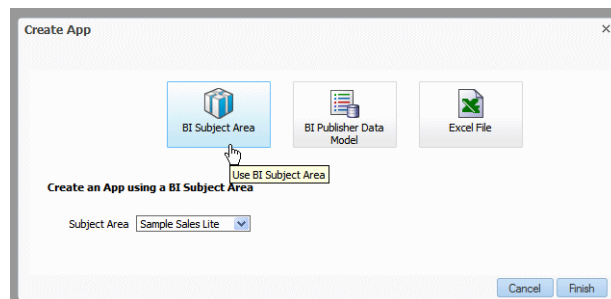 Create App
BI Subject Area
BI Publisher Data
Model
Excel File
Use BI Subject Area
Create an App using a BI Subject Area
Subject Area Sample Sales Lite
Cancel Finish